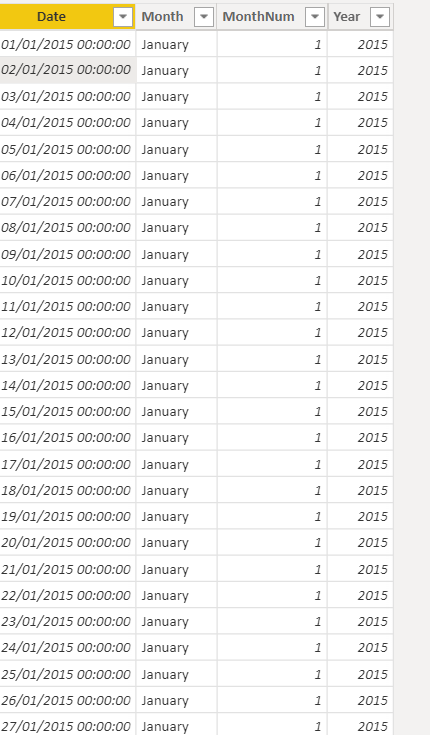 Date Month MonthNum Year
01/01/2015 00:00:00 January 1 2015
02/01/2015 00:00:00 January 1 2015
03/01/2015 00:00:00 January 1 2015
04/01/2015 00:00:00 January 1 2015
05/01/2015 00:00:00 January 1 2015
06/01/2015 00:00:00 January 1 2015
07/01/2015 00:00:00 January 1 2015
08/01/2015 00:00:00 January 1 2015
09/01/2015 00:00:00 January 1 2015
10/01/2015 00:00:00 January 1 2015
11/01/2015 00:00:00 January 1 2015
12/01/2015 00:00:00 January 1 2015
13/01/2015 00:00:00 January 1 2015
14/01/2015 00:00:00 January 1 2015
15/01/2015 00:00:00 January 1 2015
16/01/2015 00:00:00 January 1 2015
17/01/2015 00:00:00 January 1 2015
18/01/2015 00:00:00 January 1 2015
19/01/2015 00:00:00 January 1 2015
20/01/2015 00:00:00 January 1 2015
21/01/2015 00:00:00 January 1 2015
22/01/2015 00:00:00 January 1 2015
23/01/2015 00:00:00 January 1 2015
24/01/2015 00:00:00 January 1 2015
25/01/2015 00:00:00 January 1 2015
26/01/2015 00:00:00 January 1 2015
27/01/2015 00:00:00 January 1 2015